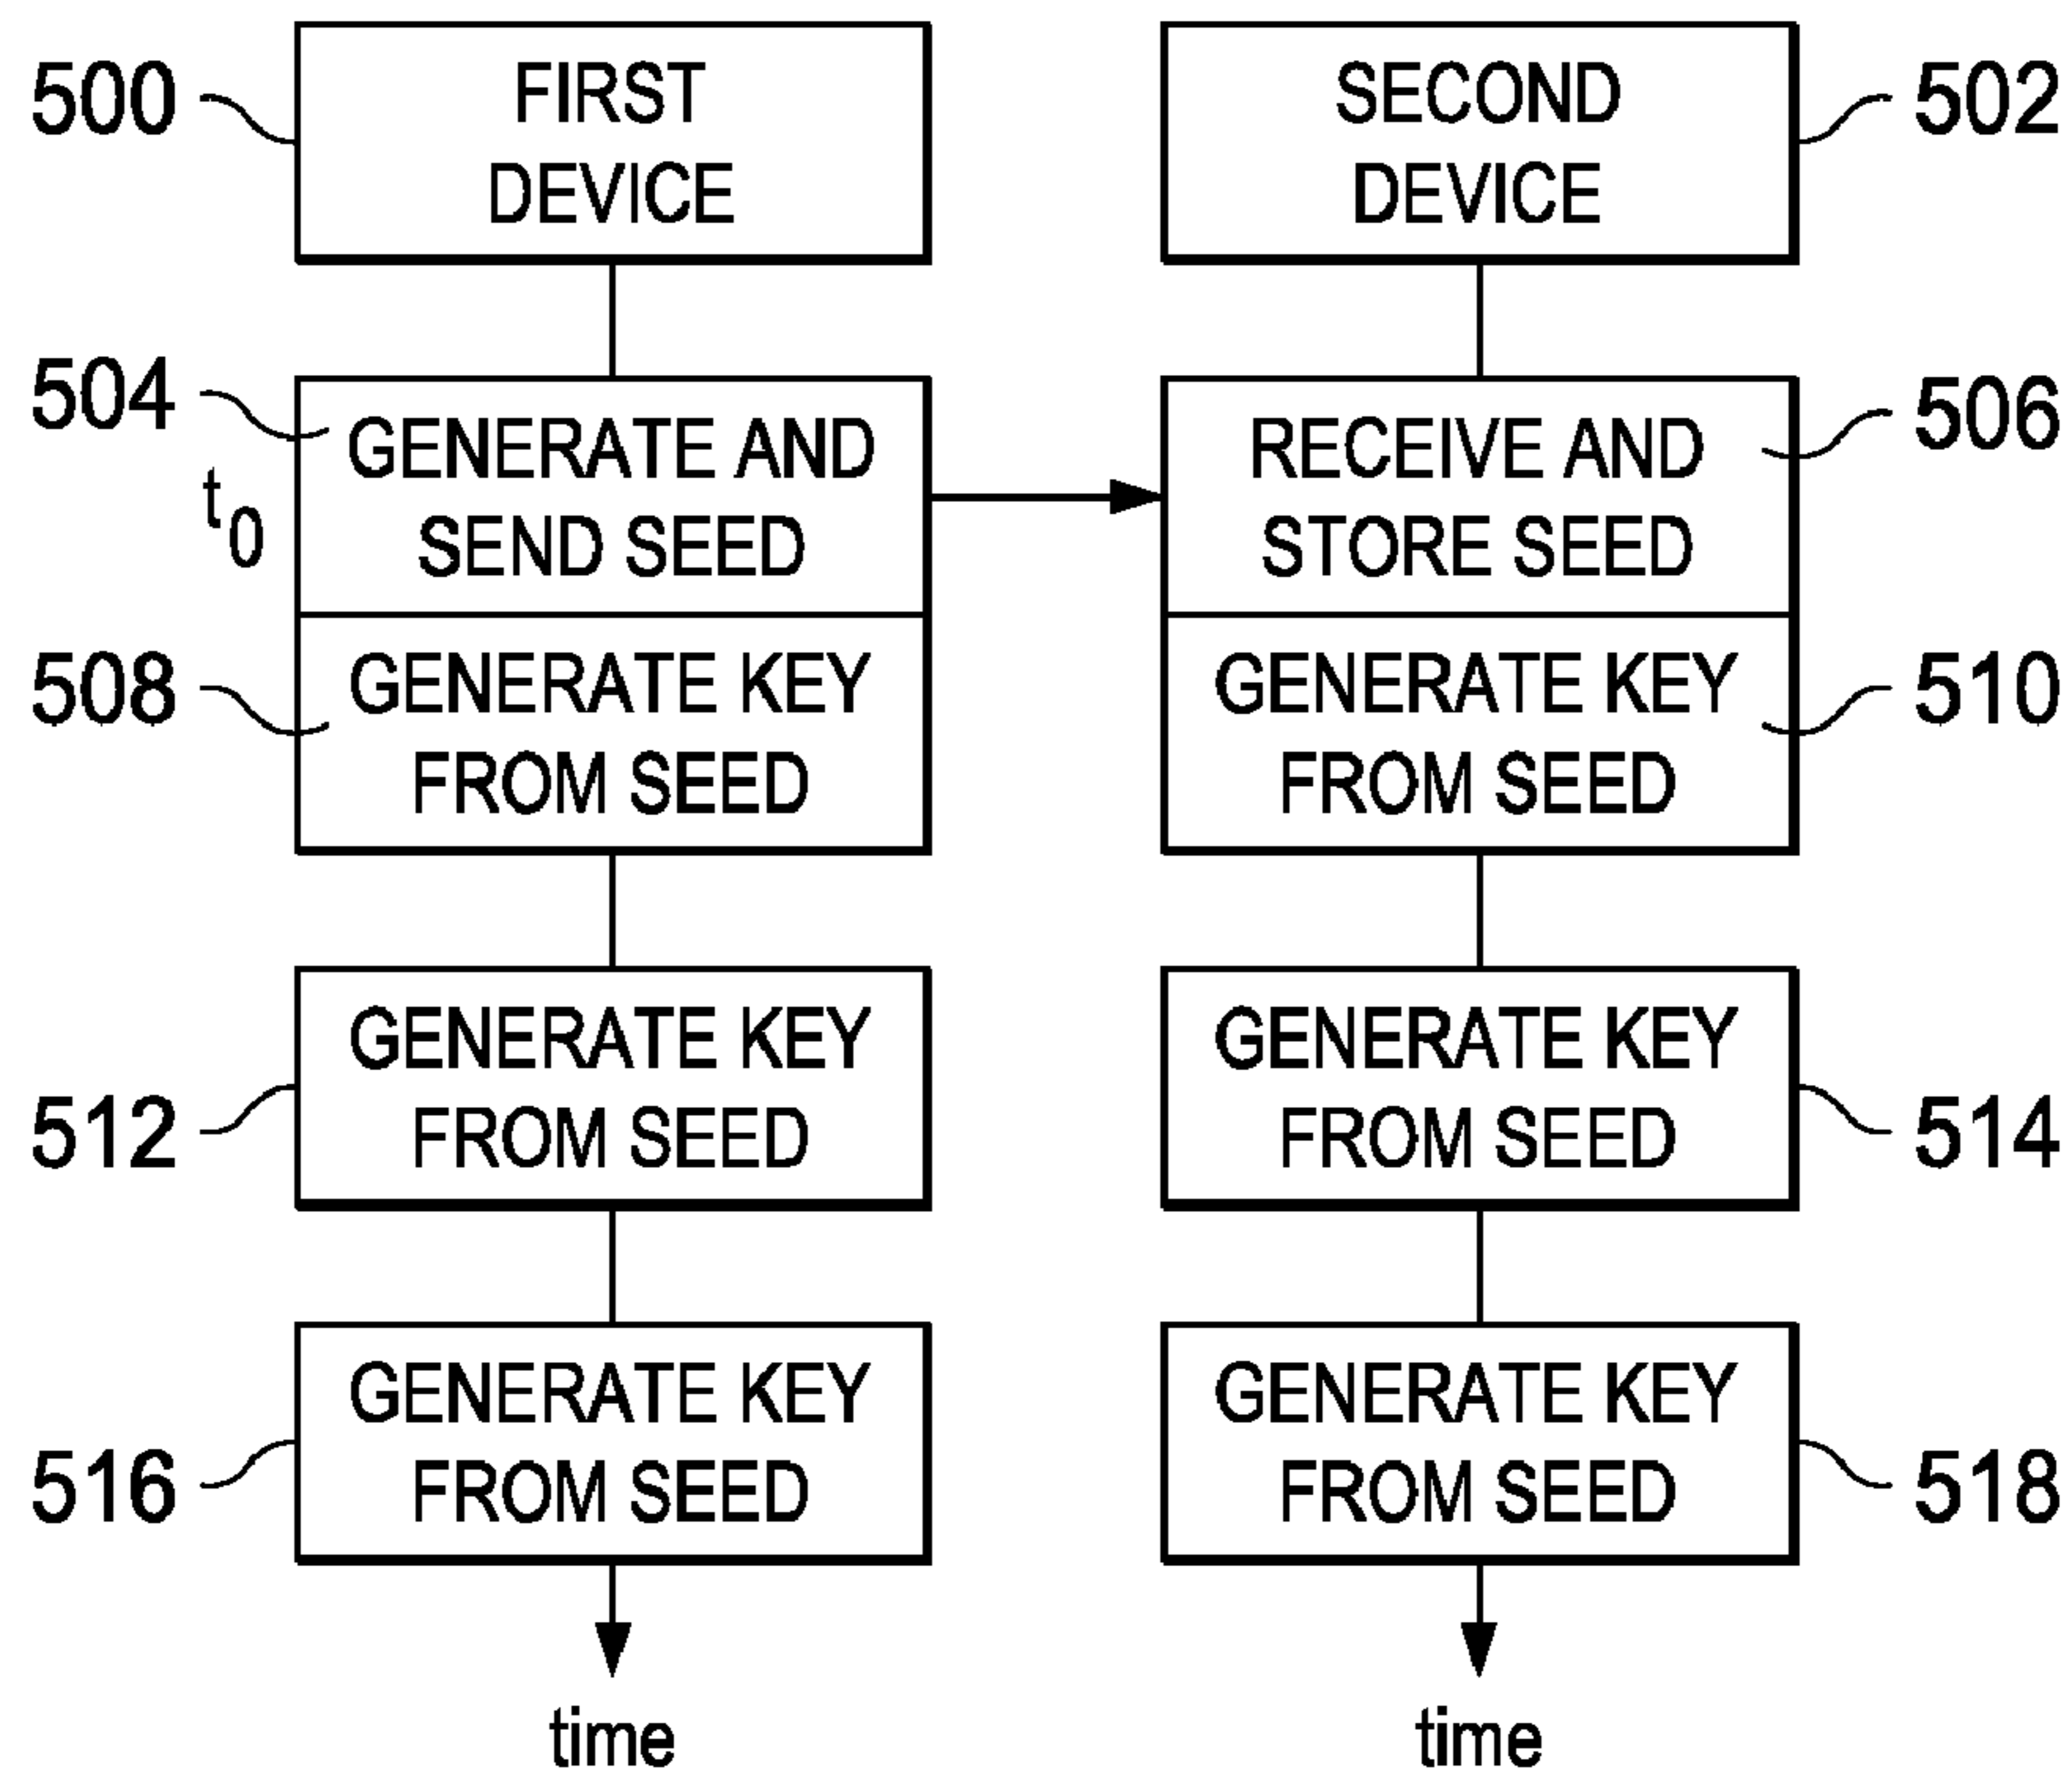 500
FIRST
DEVICE
SECOND
DEVICE
502
504
t0
GENERATE AND
SEND SEED
RECEIVE AND
STORE SEED
506
508
GENERATE KEY
FROM SEED
GENERATE KEY
FROM SEED
510
512
GENERATE KEY
FROM SEED
GENERATE KEY
FROM SEED
514
516
GENERATE KEY
FROM SEED
GENERATE KEY
FROM SEED
518
time
time